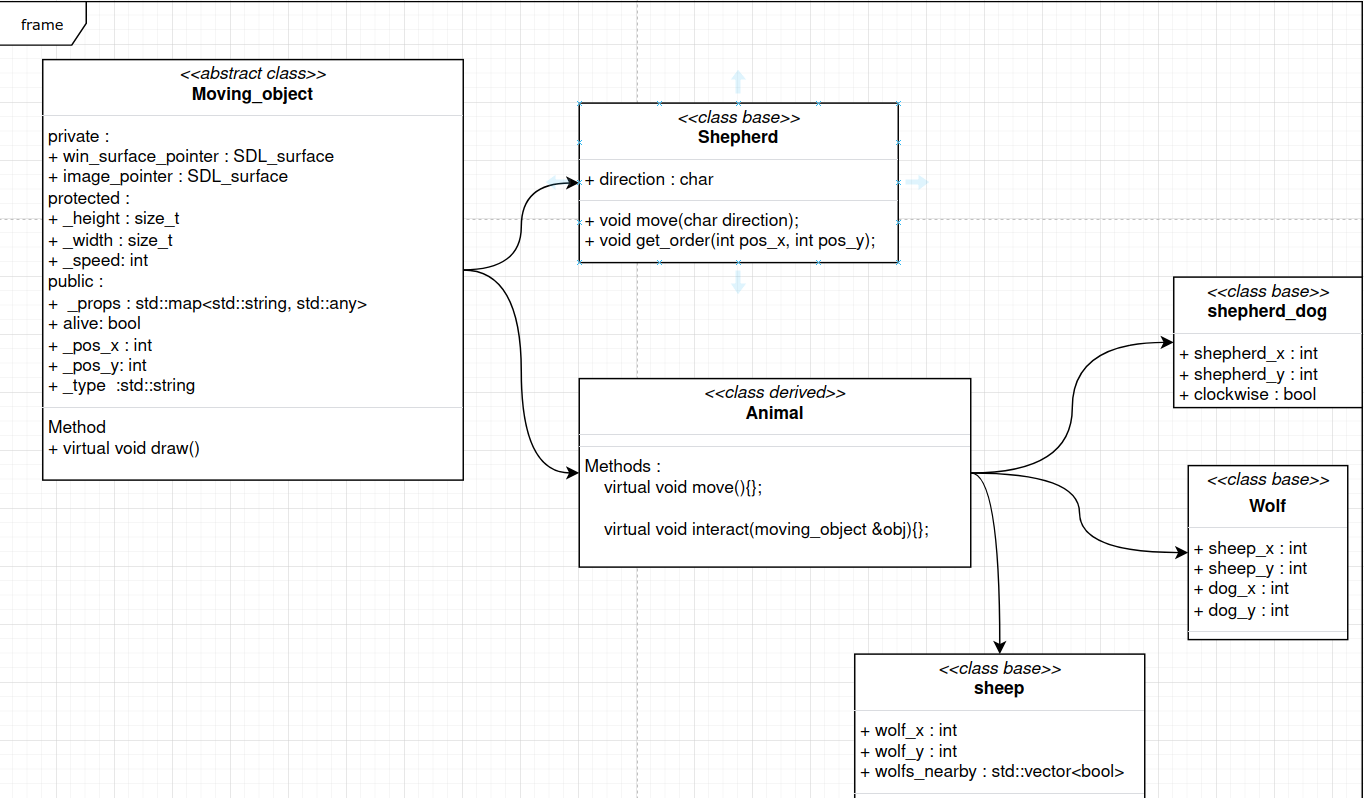 frame
<<abstract class>>
Moving_object
private :
+ win_surface_pointer : SDL_surface
+ image_pointer : SDL_surface
protected :
+ _height : size_t
+ _width : size_t
+ _speed: int
public :
+ _props : std::map<std::string, std::any>
+ alive: bool
+ _pos_x : int
+ _pos_y: int
+ _type :std::string
Method
+ virtual void draw()
<<class base>>
Shepherd
+ direction : char
+ void move(char direction);
+ void get_order(int pos_x, int pos_y);
<<class derived>>
Animal
Methods :
virtual void move(){};
virtual void interact(moving_object &obj){};
<<class base>>
shepherd_dog
+ shepherd_x : int
+ shepherd_y : int
+ clockwise : bool
<<class base>>
Wolf
+ sheep_x : int
+ sheep_y : int
+ dog_x : int
+ dog_y : int
<<class base>>
sheep
+ wolf_x : int
+ wolf_y : int
+ wolfs_nearby : std::vector<bool>